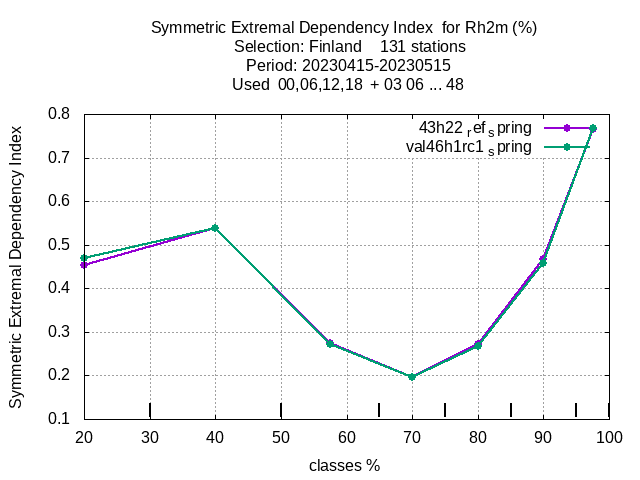 Symmetric Extremal Dependency Index for Rh2m (%)
Selection: Finland 131 stations
Period: 20230415-20230515
Used 00,06,12,18 + 03 06 ... 48
43h22 ref spring
val46h1rc1 spring
Symmetric Extremal Dependency Index
0.8
0.7
0.6
0.5
0.4
0.3
0.2
0.1
20 30 40 50 60 70 80 90 100
classes %